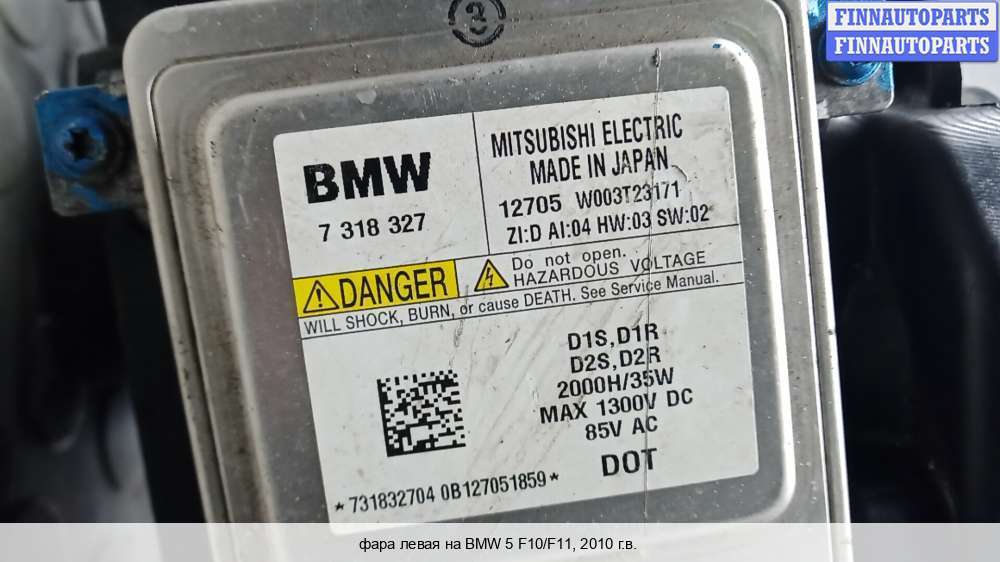 3
FINNAUTOPARTS
FINNAUTOPARTS
BMW
7 318 327
MITSUBISHI ELECTRIC
MADE IN JAPAN
12705 W003T23171
ZI:D AI:04 HW:03 SW:02
DANGER
Do not open.
HAZARDOUS VOLTAGE
WILL SHOCK, BURN, or cause DEATH. See Service Manual.
D1S,D1R
D2S,D2R
2000H/35W
MAX 1300V DC
85V AC
DOT
*731832704 0B127051859*
фара левая на BMW 5 F10/F11, 2010 г.в.